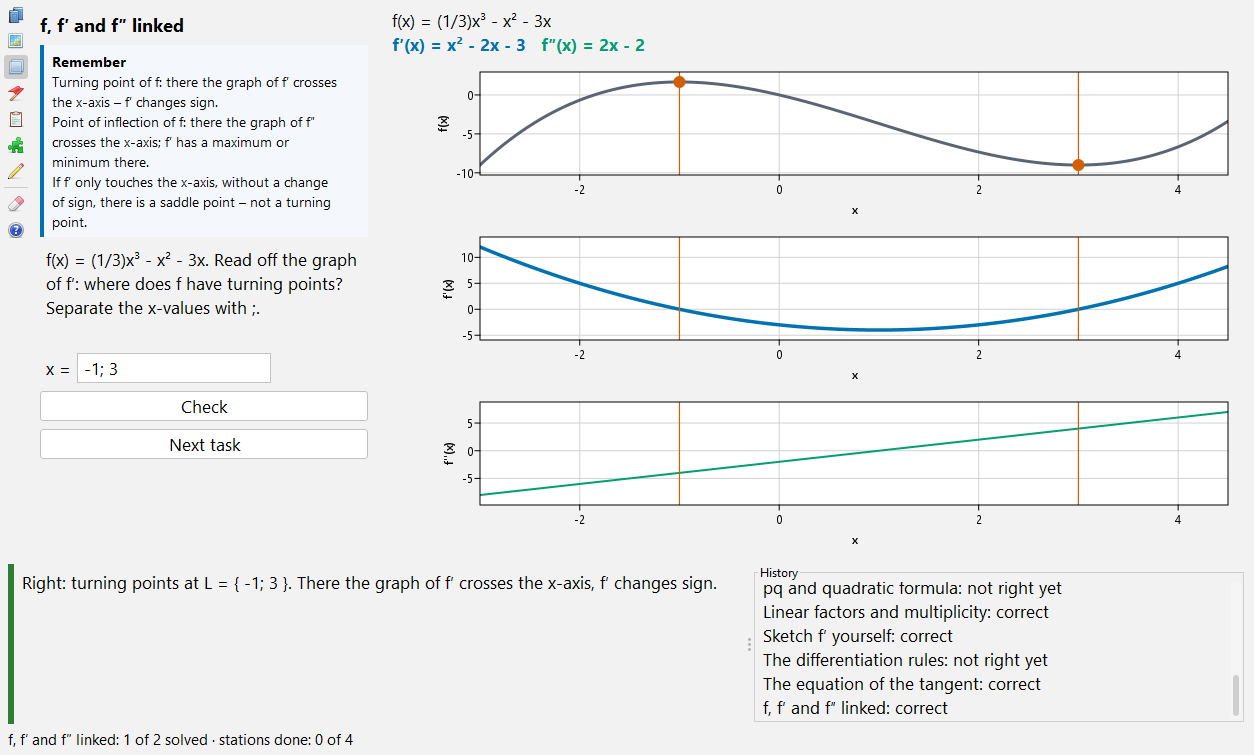 f, f′ and f″ linked
Remember
Turning point of f: there the graph of f′ crosses
the x-axis – f′ changes sign.
Point of inflection of f: there the graph of f″
crosses the x-axis; f′ has a maximum or
minimum there.
If f′ only touches the x-axis, without a change
of sign, there is a saddle point – not a turning
point.
f(x) = (1/3)x³ - x² - 3x. Read off the graph
of f′: where does f have turning points?
Separate the x-values with ;.
x = -1; 3
Check
Next task
f(x) = (1/3)x³ - x² - 3x
f′(x) = x² - 2x - 3 f″(x) = 2x - 2
f(x)
0
-5
-10
-2 0 2 4
x
f′(x)
10
5
0
-5
-2 0 2 4
x
f″(x)
5
0
-5
-2 0 2 4
x
Right: turning points at L = { -1; 3 }. There the graph of f′ crosses the x-axis, f′ changes sign.
History
pq and quadratic formula: not right yet
Linear factors and multiplicity: correct
Sketch f′ yourself: correct
The differentiation rules: not right yet
The equation of the tangent: correct
f, f′ and f″ linked: correct
f, f′ and f″ linked: 1 of 2 solved · stations done: 0 of 4